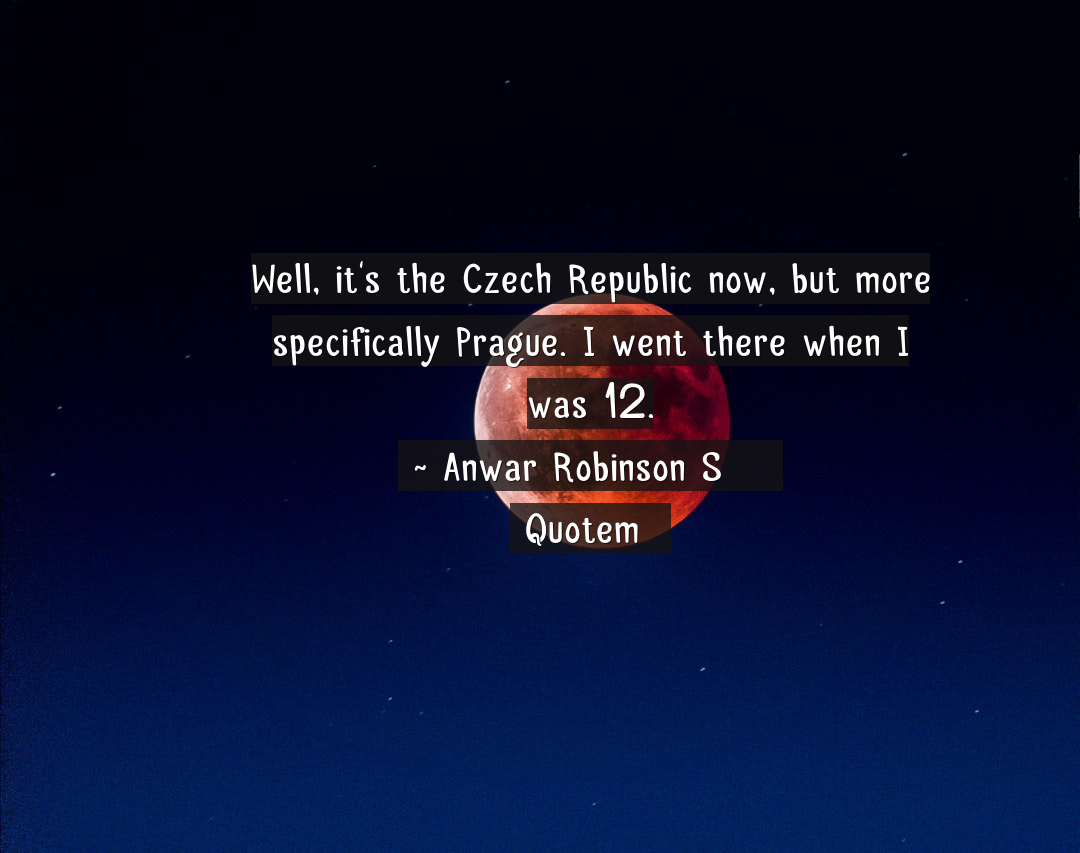 Well, it's the Czech Republic now, but more
specifically Prague. I went there when I
was 12.
~ Anwar Robinson S
Quotem